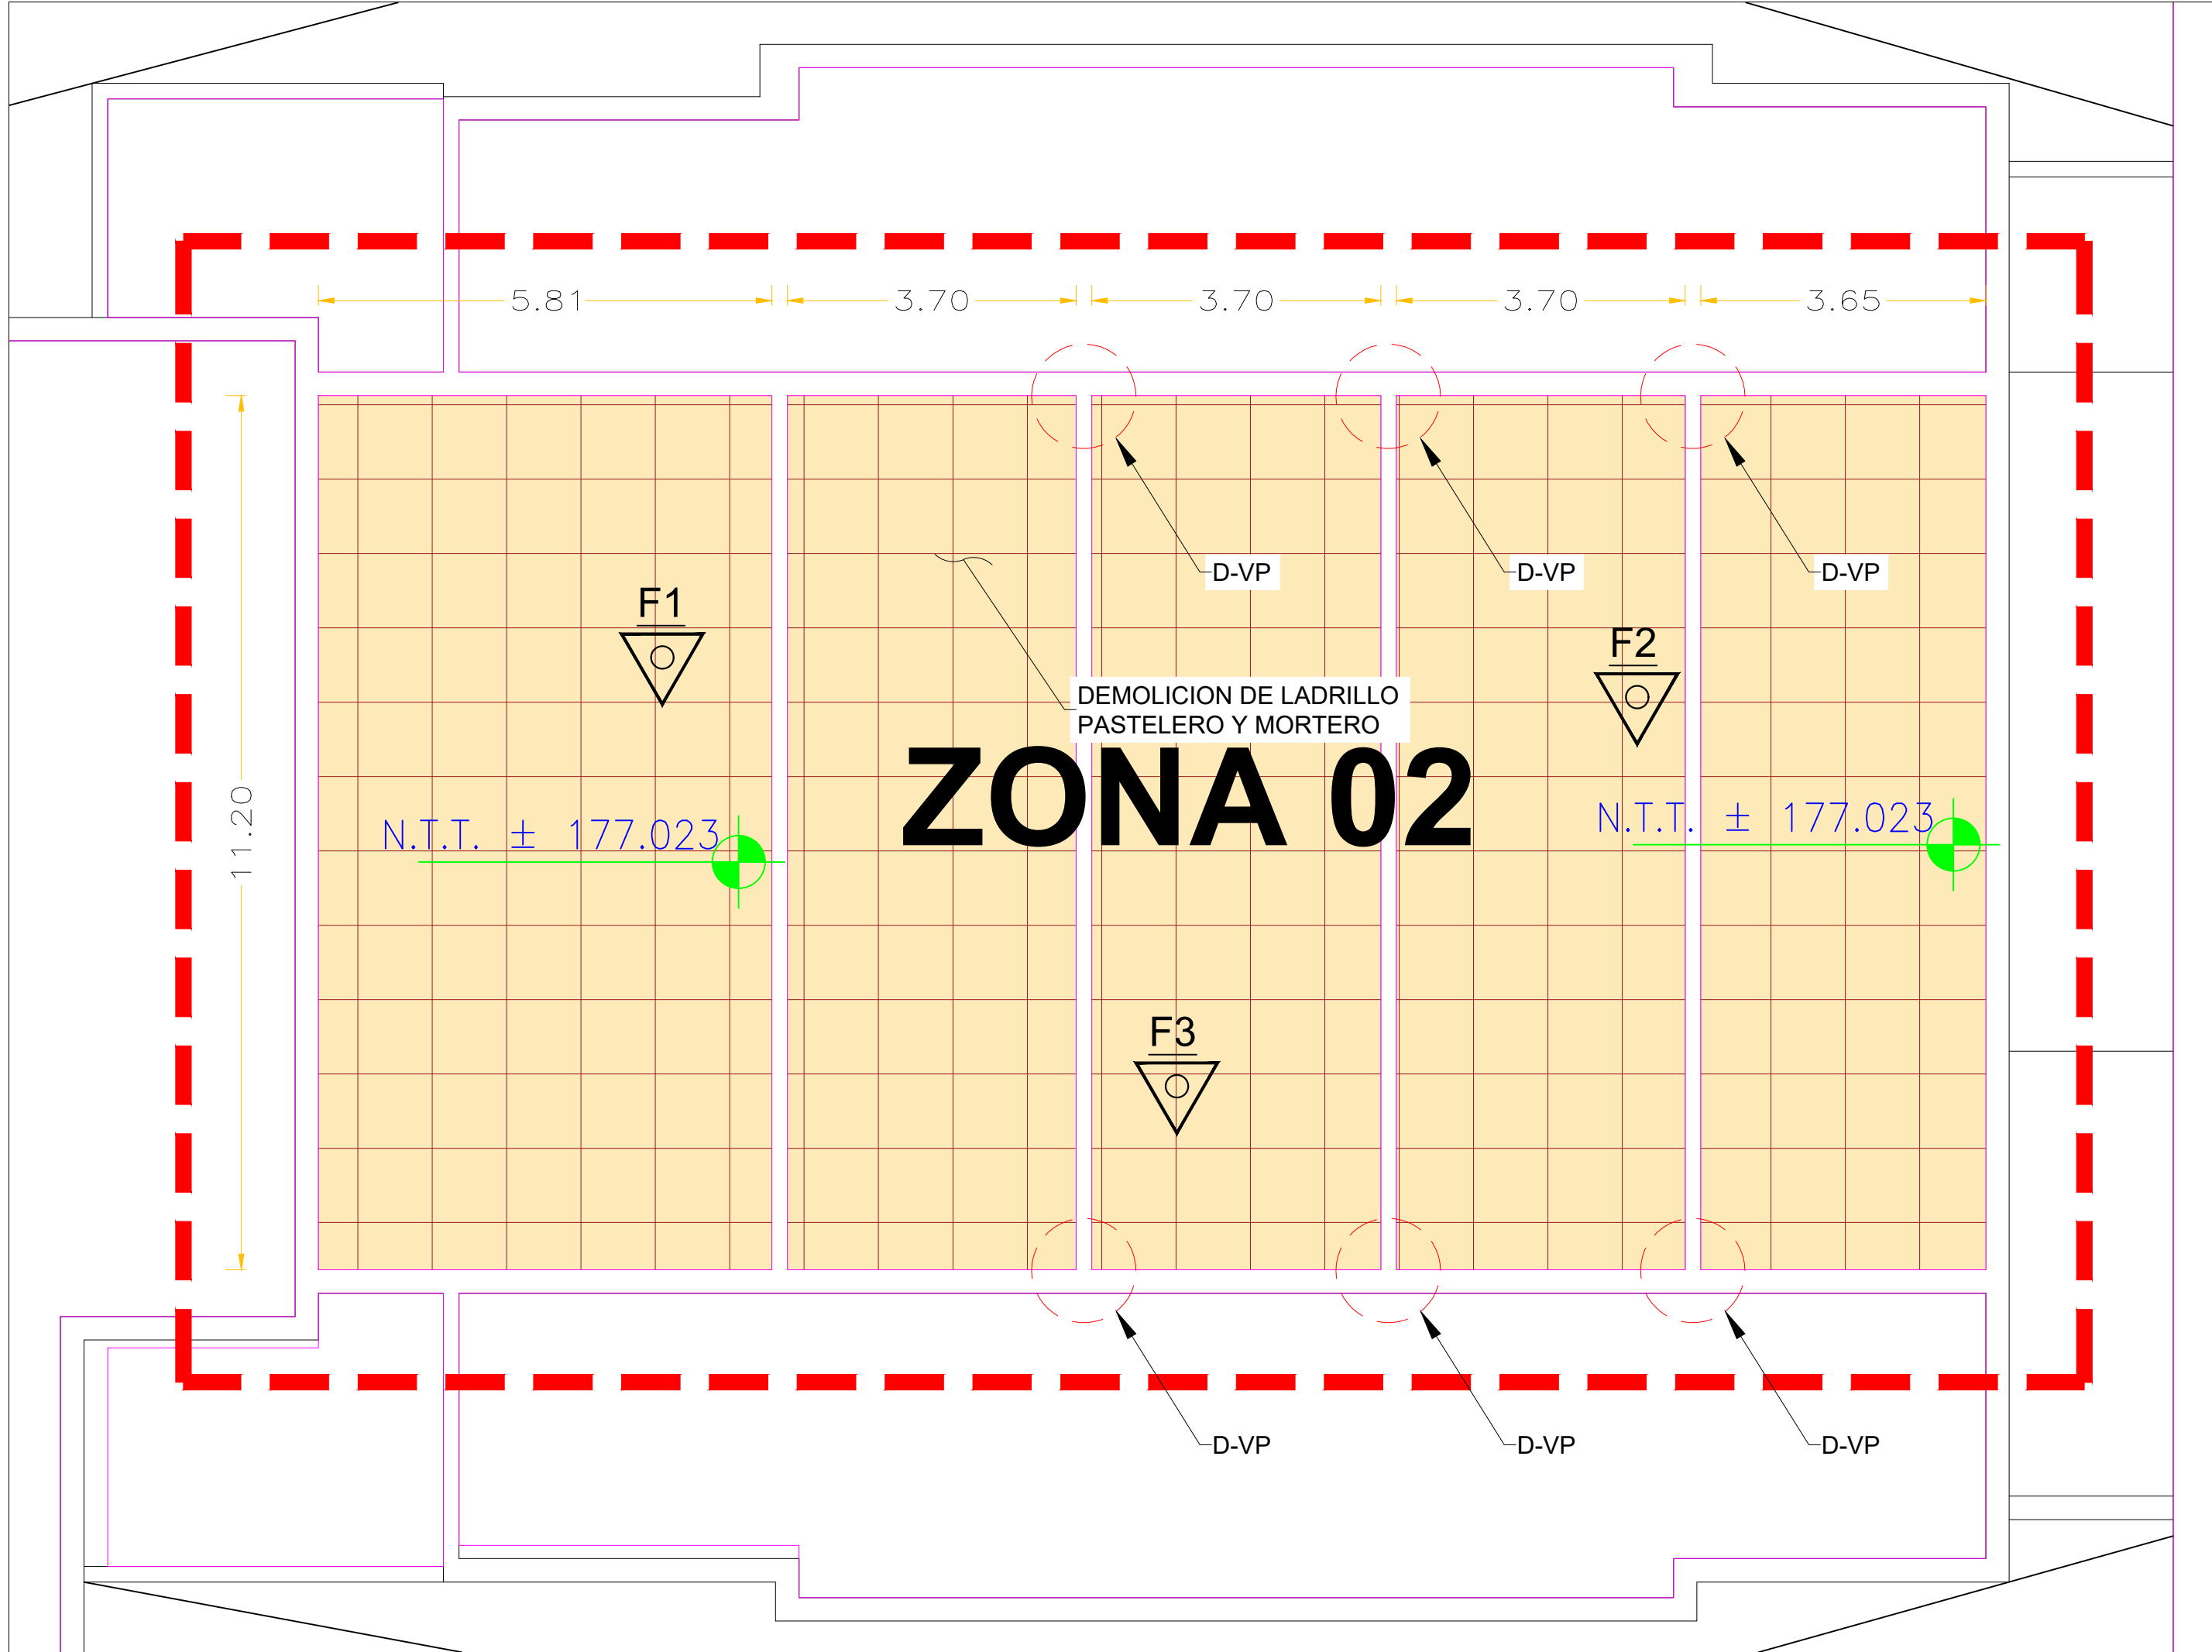 5.81 3.70 3.70 3.70 3.65
D-VP D-VP D-VP
F1
F2
DEMOLICION DE LADRILLO
PASTELERO Y MORTERO
ZONA 02
11.20
N.T.T. ± 177.023
N.T.T. ± 177.023
F3
D-VP D-VP D-VP